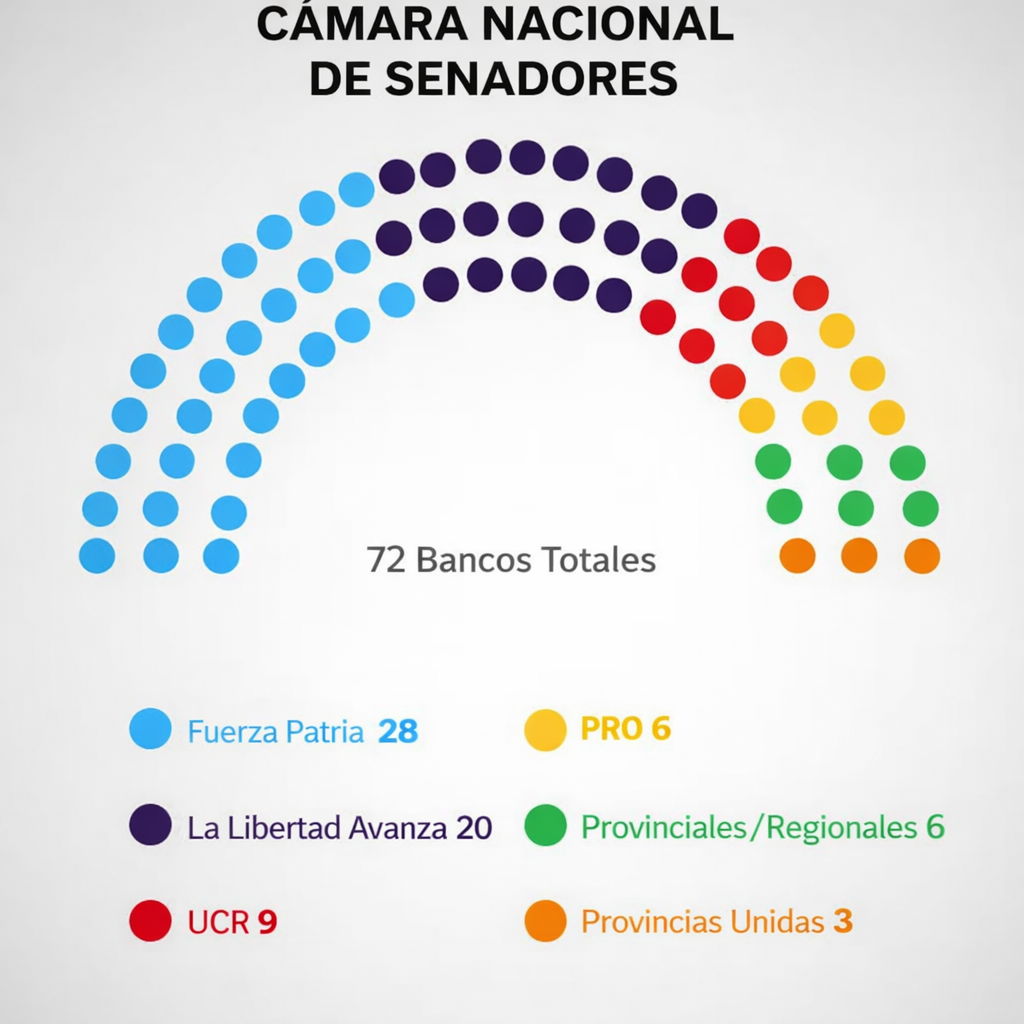 CÁMARA NACIONAL
DE SENADORES
72 Bancos Totales
Fuerza Patria 28
PRO 6
La Libertad Avanza 20
Provinciales/Regionales 6
UCR 9
Provincias Unidas 3